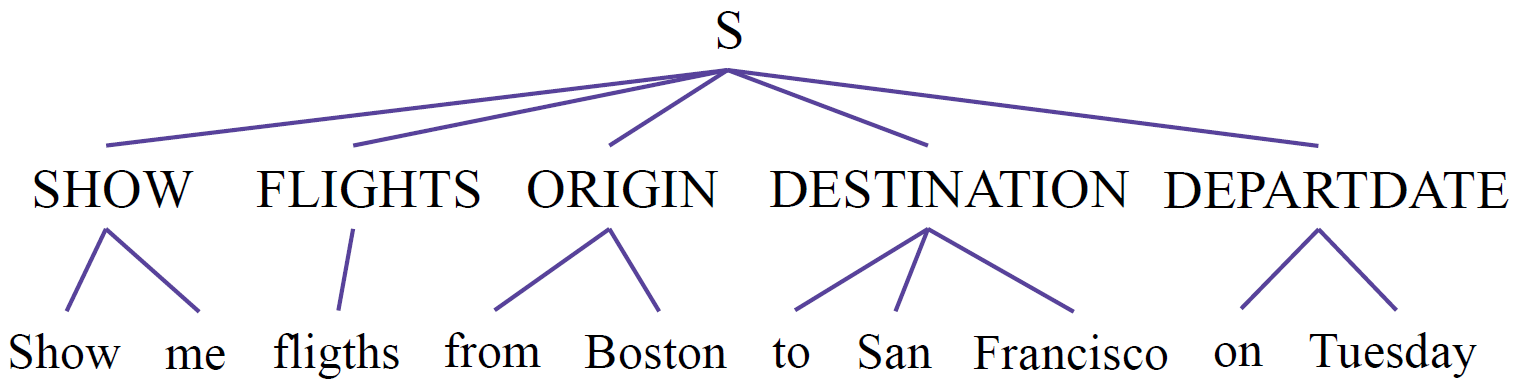 S
SHOW FLIGHTS ORIGIN DESTINATION DEPARTDATE
Show me fligths from Boston to San Francisco on Tuesday